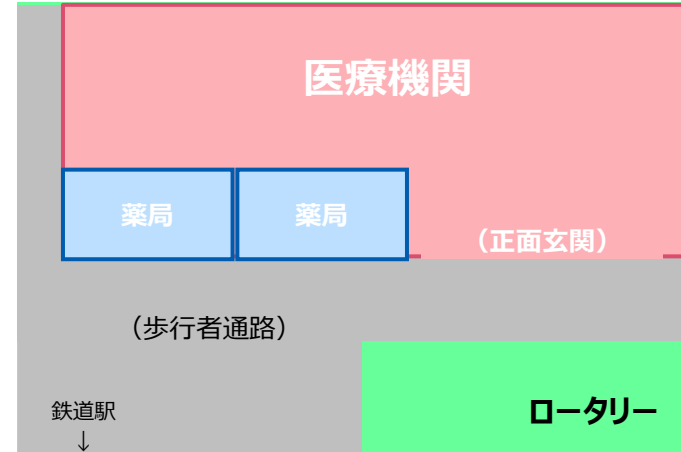 医療機関
薬局
薬局
（正面玄関）
（歩行者通路）
鉄道駅
↓
ロータリー